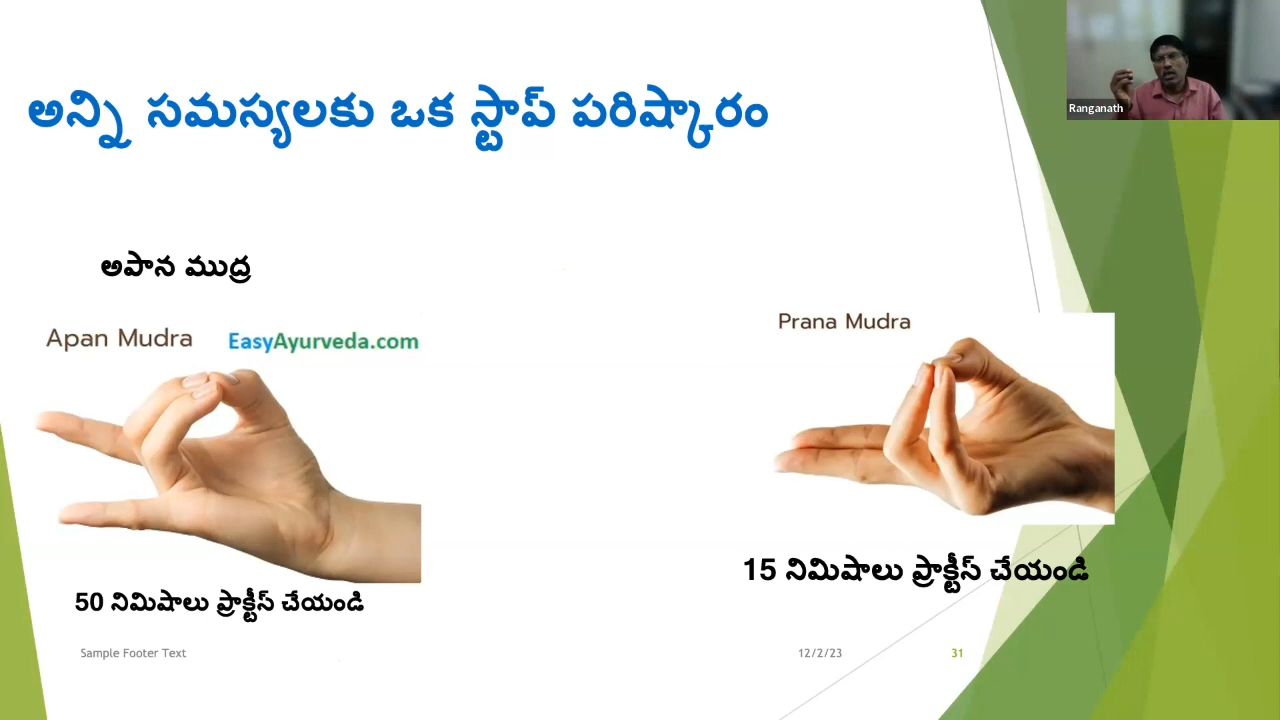 అన్ని సమస్యలకు ఒక స్టాప్ పరిష్కారం
Ranganath
అపాన ముద్ర
Apan Mudra EasyAyurveda.com
Prana Mudra
50 నిమిషాలు ప్రాక్టీస్ చేయండి
15 నిమిషాలు ప్రాక్టీస్ చేయండి
Sample Footer Text 12/2/23 31